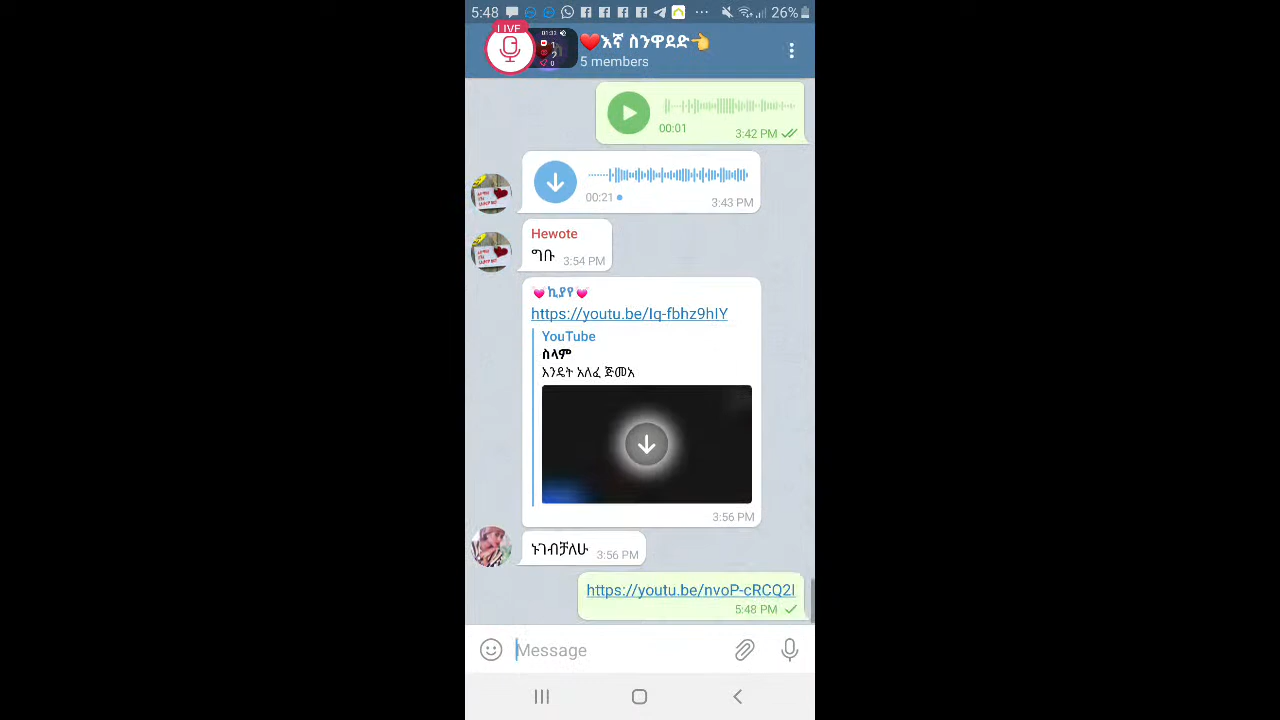 5:48
26%
LIVE
❤️እኛ ስንዋደድ👈
5 members
00:01
3:42 PM
00:21
3:43 PM
Hewote
ግቡ
3:54 PM
💓ኪያየ💓
https://youtu.be/Iq-fbhz9hIY
YouTube
ስላም
እንዴት አለፈ ጅመአ
3:56 PM
ኑገብቻለሁ
3:56 PM
https://youtu.be/nvoP-cRCQ2I
5:48 PM
Message